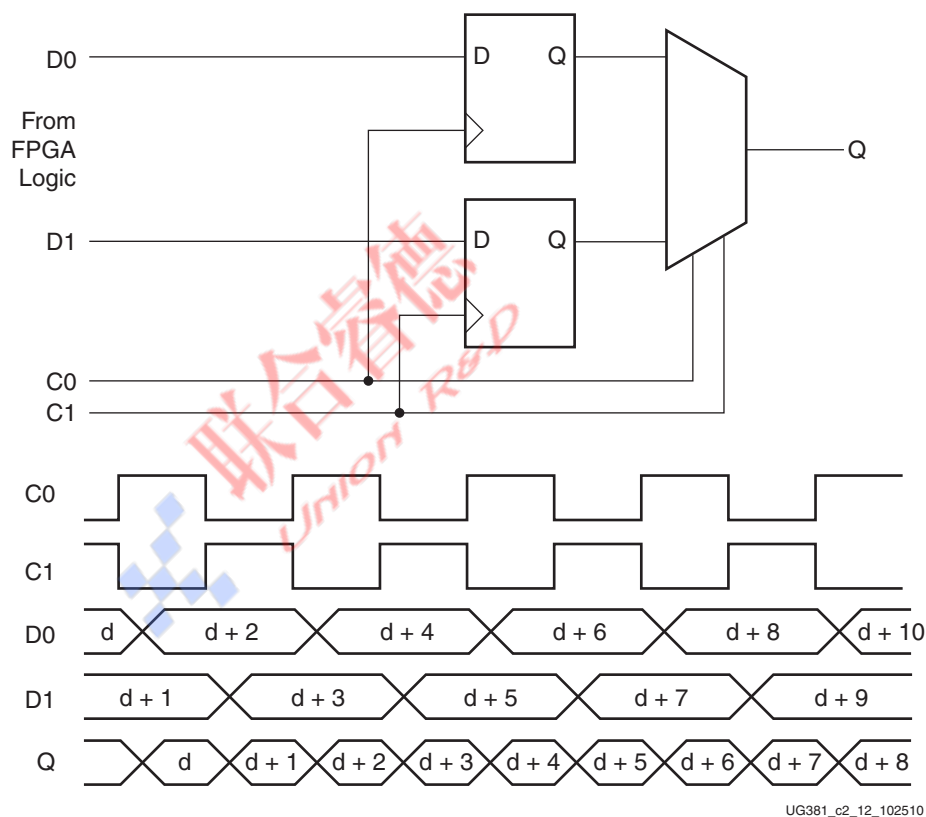 D0
D
Q
From
FPGA
Logic
Q
D1
D
Q
C0
C1
联合睿德
Union R&D
C0
C1
D0
d
d + 2
d + 4
d + 6
d + 8
d + 10
D1
d + 1
d + 3
d + 5
d + 7
d + 9
Q
d
d + 1
d + 2
d + 3
d + 4
d + 5
d + 6
d + 7
d + 8
UG381_c2_12_102510